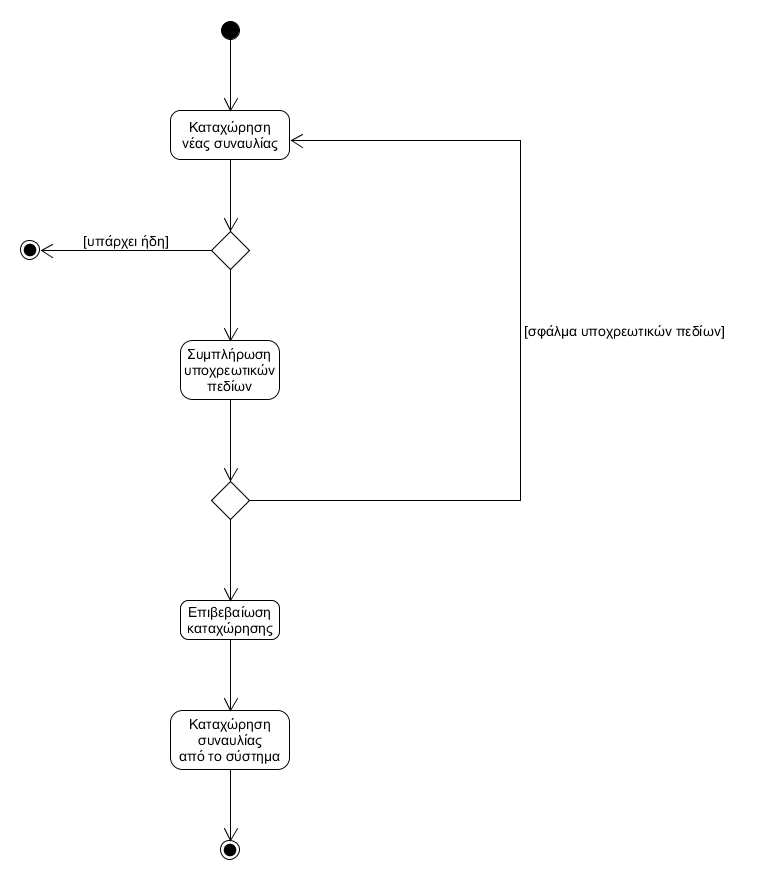 Καταχώρηση
νέας συναυλίας
[υπάρχει ήδη]
[σφάλμα υποχρεωτικών πεδίων]
Συμπλήρωση
υποχρεωτικών
πεδίων
Επιβεβαίωση
καταχώρησης
Καταχώρηση
συναυλίας
από το σύστημα